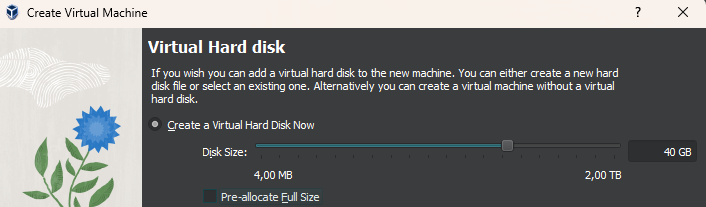 Create Virtual Machine
?
Virtual Hard disk
If you wish you can add a virtual hard disk to the new machine. You can either create a new hard
disk file or select an existing one. Alternatively you can create a virtual machine without a virtual
hard disk.
Create a Virtual Hard Disk Now
Disk Size:
40 GB
4,00 MB
2,00 TB
Pre-allocate Full Size